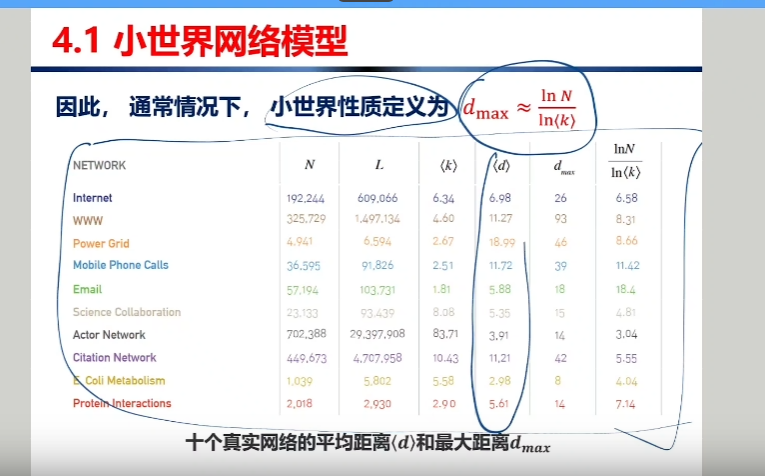 4.1 小世界网络模型
因此， 通常情况下， 小世界性质定义为 d_max ≈ ln N / ln⟨k⟩
NETWORK N L ⟨k⟩ ⟨d⟩ d_max lnN / ln⟨k⟩
Internet 192,244 609,066 6.34 6.98 26 6.58
WWW 325,729 1,497,134 4.60 11.27 93 8.31
Power Grid 4,941 6,594 2.67 18.99 46 8.66
Mobile Phone Calls 36,595 91,826 2.51 11.72 39 11.42
Email 57,194 103,731 1.81 5.88 18 18.4
Science Collaboration 23,133 93,439 8.08 5.35 15 4.81
Actor Network 702,388 29,397,908 83.71 3.91 14 3.04
Citation Network 449,673 4,707,958 10.43 11,21 42 5.55
E. Coli Metabolism 1,039 5,802 5.58 2.98 8 4.04
Protein Interactions 2,018 2,930 2.90 5.61 14 7.14
十个真实网络的平均距离⟨d⟩和最大距离d_max